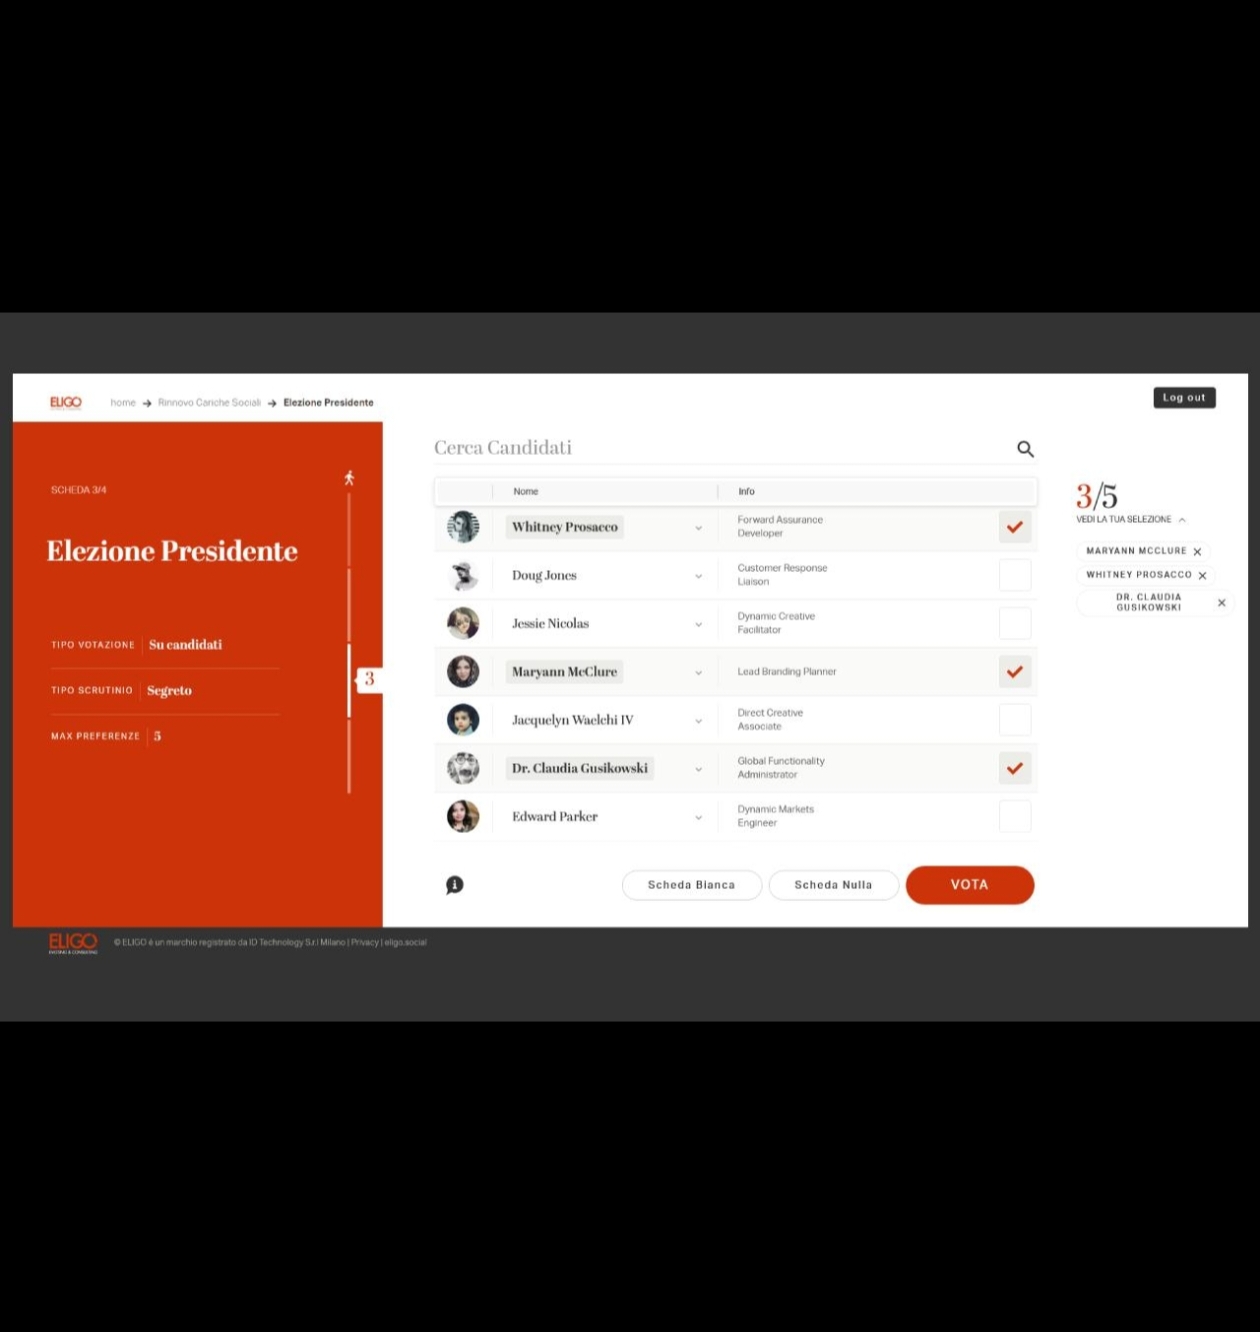 ELIGO
home → Rinnovo Cariche Sociali → Elezione Presidente
Log out
SCHEDA 3/4
Elezione Presidente
TIPO VOTAZIONE Su candidati
TIPO SCRUTINIO Segreto
MAX PREFERENZE 5
3
Cerca Candidati
Nome Info
Whitney Prosacco Forward Assurance
Developer
Doug Jones Customer Response
Liaison
Jessie Nicolas Dynamic Creative
Facilitator
Maryann McClure Lead Branding Planner
Jacquelyn Waelchi IV Direct Creative
Associate
Dr. Claudia Gusikowski Global Functionality
Administrator
Edward Parker Dynamic Markets
Engineer
Scheda Bianca Scheda Nulla VOTA
3/5
VEDI LA TUA SELEZIONE
MARYANN MCCLURE ×
WHITNEY PROSACCO ×
DR. CLAUDIA
GUSIKOWSKI ×
ELIGO
© ELIGO è un marchio registrato da ID Technology S.r.l Milano | Privacy | eligo.social